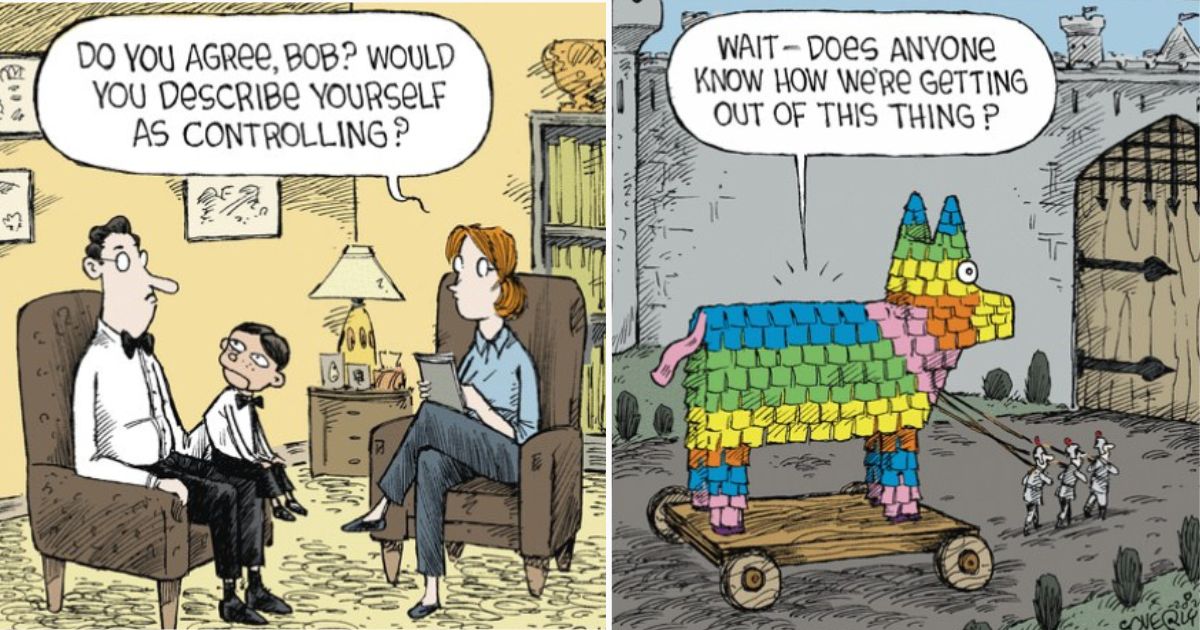 DO YOU AGREE, BOB? WOULD
YOU DESCRIBE YOURSELF
AS CONTROLLING?
WAIT – DOES ANYONE
KNOW HOW WE'RE GETTING
OUT OF THIS THING?